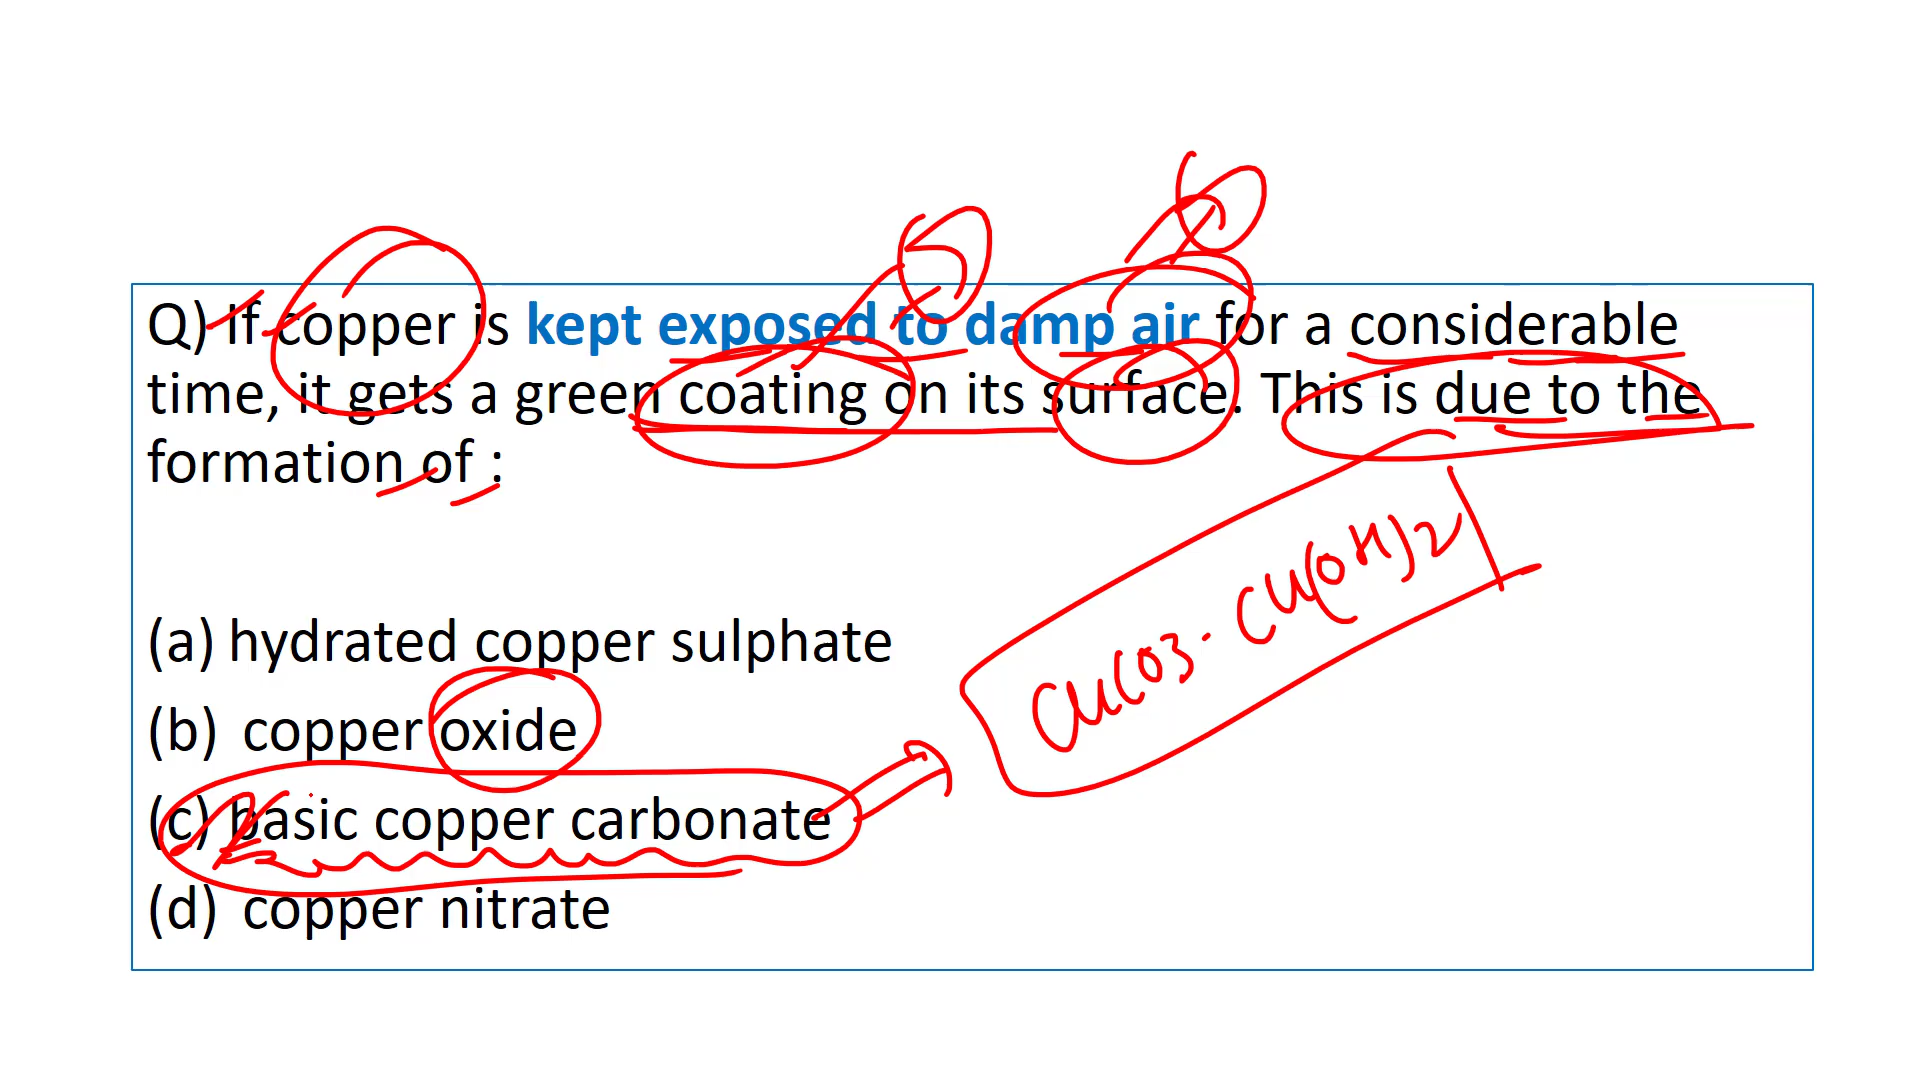 Q) If copper is kept exposed to damp air for a considerable
time, it gets a green coating on its surface. This is due to the
formation of :
CuCO3. Cu(OH)2
(a) hydrated copper sulphate
(b) copper oxide
(c) basic copper carbonate
(d) copper nitrate